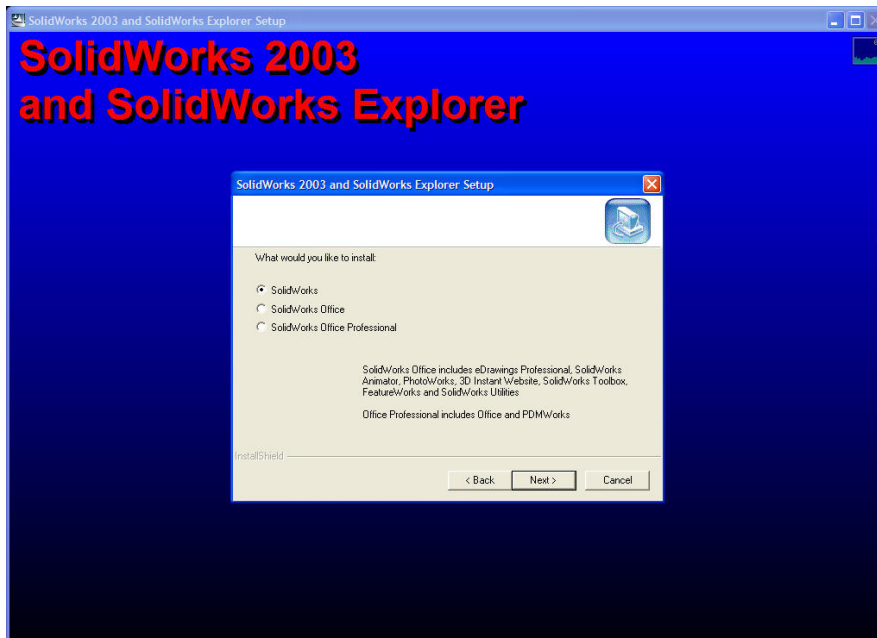 SolidWorks 2003 and SolidWorks Explorer Setup
SolidWorks 2003
and SolidWorks Explorer
SolidWorks 2003 and SolidWorks Explorer Setup
What would you like to install:
SolidWorks
SolidWorks Office
SolidWorks Office Professional
SolidWorks Office includes eDrawings Professional, SolidWorks
Animator, PhotoWorks, 3D Instant Website, SolidWorks Toolbox,
FeatureWorks and SolidWorks Utilities
Office Professional includes Office and PDMWorks
InstallShield
< Back Next > Cancel